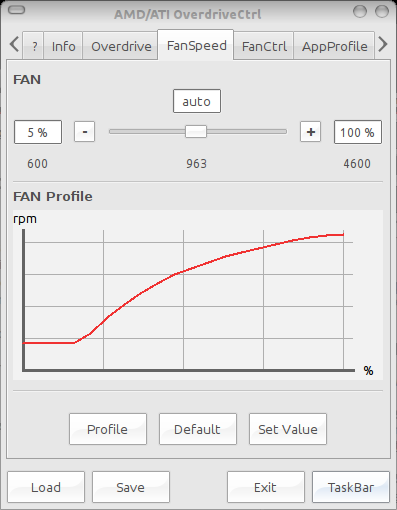 AMD/ATI OverdriveCtrl
? Info Overdrive FanSpeed FanCtrl AppProfile
FAN
auto
5 % - + 100 %
600 963 4600
FAN Profile
rpm
%
Profile Default Set Value
Load Save Exit TaskBar